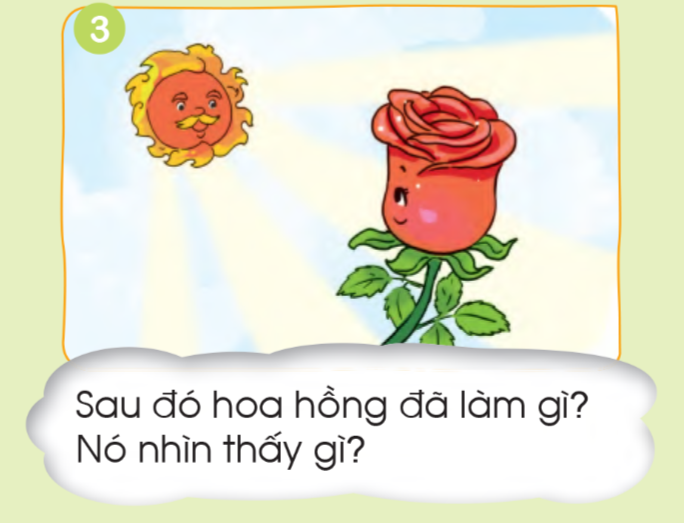 3
Sau đó hoa hồng đã làm gì?
Nó nhìn thấy gì?